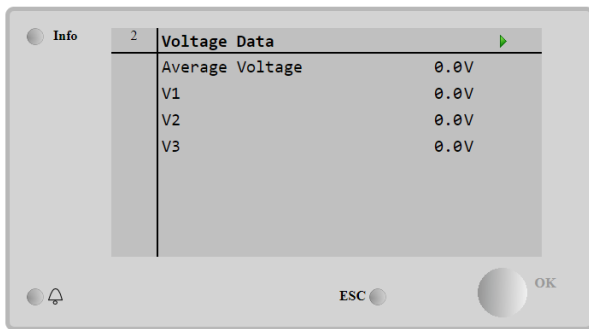 Info
2 Voltage Data
Average Voltage 0.0V
V1 0.0V
V2 0.0V
V3 0.0V
ESC
OK